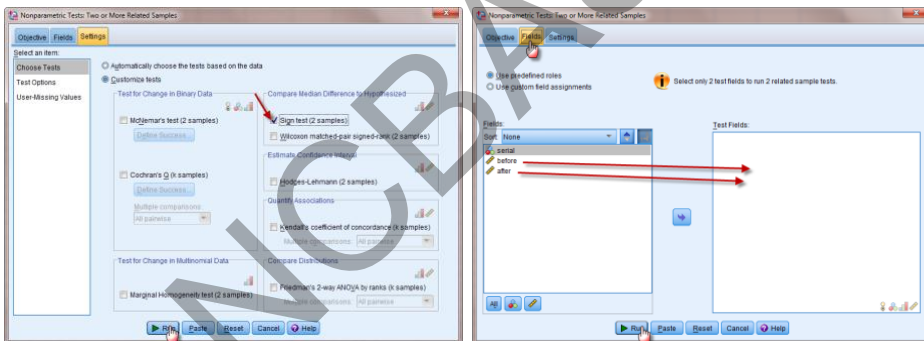 Nonparametric Tests: Two or More Related Samples
Objective Fields Settings
Select an item:
Choose Tests
Test Options
User-Missing Values
Automatically choose the tests based on the data
Customize tests
Test for Change in Binary Data
McNemar's test (2 samples)
Define Success...
Cochran's Q (k samples)
Define Success...
Multiple comparisons:
All pairwise
Test for Change in Multinomial Data
Marginal Homogeneity test (2 samples)
Compare Median Difference to Hypothesized
Sign test (2 samples)
Wilcoxon matched-pair signed-rank (2 samples)
Estimate Confidence Interval
Hodges-Lehmann (2 samples)
Quantify Associations
Kendall's coefficient of concordance (k samples)
Multiple comparisons: All pairwise
Compare Distributions
Friedman's 2-way ANOVA by ranks (k samples)
Multiple comparisons: All pairwise
Run Paste Reset Cancel Help
Nonparametric Tests: Two or More Related Samples
Objective Fields Settings
Use predefined roles
Use custom field assignments
Select only 2 test fields to run 2 related sample tests.
Fields:
Sort: None
serial
before
after
Test Fields:
All
Run Paste Reset Cancel Help
NCBA